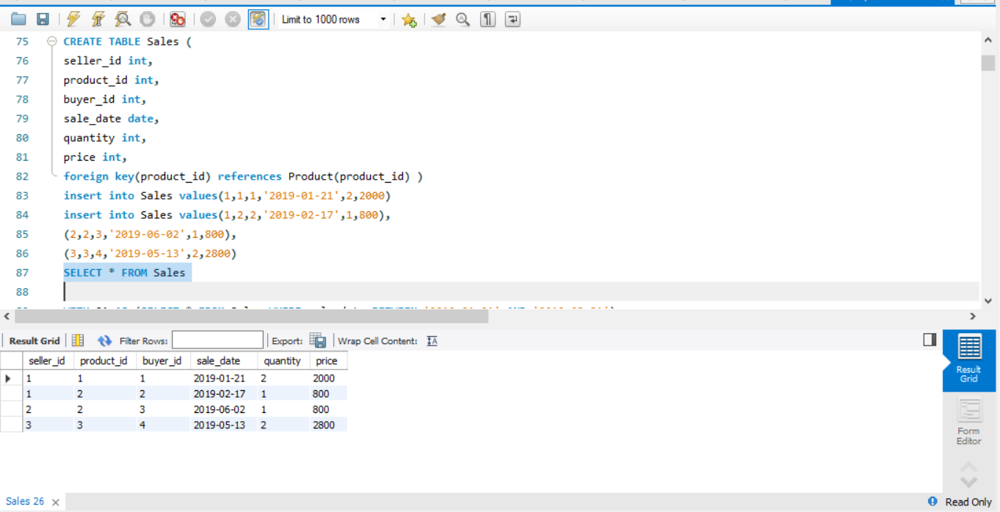 Limit to 1000 rows
75 CREATE TABLE Sales (
76 seller_id int,
77 product_id int,
78 buyer_id int,
79 sale_date date,
80 quantity int,
81 price int,
82 foreign key(product_id) references Product(product_id) )
83 insert into Sales values(1,1,1,'2019-01-21',2,2000)
84 insert into Sales values(1,2,2,'2019-02-17',1,800),
85 (2,2,3,'2019-06-02',1,800),
86 (3,3,4,'2019-05-13',2,2800)
87 SELECT * FROM Sales
88
Result Grid Filter Rows: Export: Wrap Cell Content: IA
seller_id product_id buyer_id sale_date quantity price
1 1 1 2019-01-21 2 2000
1 2 2 2019-02-17 1 800
2 2 3 2019-06-02 1 800
3 3 4 2019-05-13 2 2800
Result
Grid
Form
Editor
Sales 26 Read Only